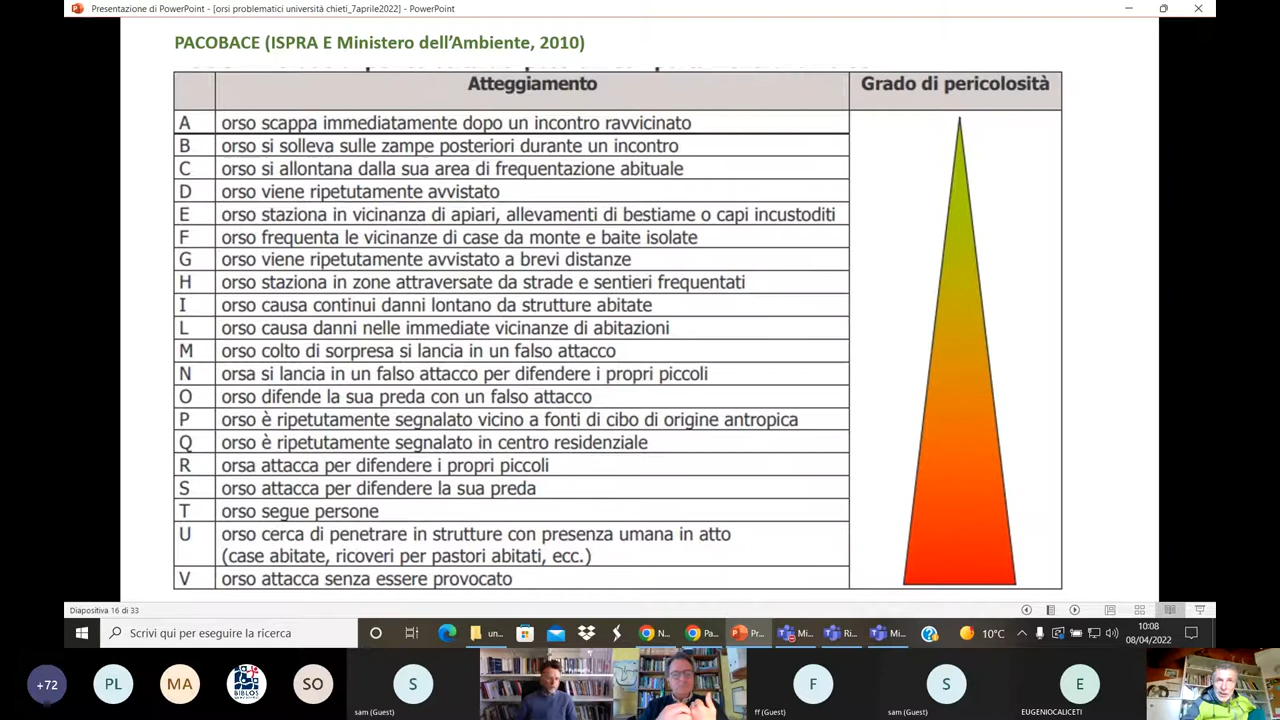 Presentazione di PowerPoint - [orsi problematici università chieti_7aprile2022] - PowerPoint
PACOBACE (ISPRA E Ministero dell'Ambiente, 2010)
Atteggiamento
Grado di pericolosità
A orso scappa immediatamente dopo un incontro ravvicinato
B orso si solleva sulle zampe posteriori durante un incontro
C orso si allontana dalla sua area di frequentazione abituale
D orso viene ripetutamente avvistato
E orso staziona in vicinanza di apiari, allevamenti di bestiame o capi incustoditi
F orso frequenta le vicinanze di case da monte e baite isolate
G orso viene ripetutamente avvistato a brevi distanze
H orso staziona in zone attraversate da strade e sentieri frequentati
I orso causa continui danni lontano da strutture abitate
L orso causa danni nelle immediate vicinanze di abitazioni
M orso colto di sorpresa si lancia in un falso attacco
N orsa si lancia in un falso attacco per difendere i propri piccoli
O orso difende la sua preda con un falso attacco
P orso è ripetutamente segnalato vicino a fonti di cibo di origine antropica
Q orso è ripetutamente segnalato in centro residenziale
R orsa attacca per difendere i propri piccoli
S orso attacca per difendere la sua preda
T orso segue persone
U orso cerca di penetrare in strutture con presenza umana in atto
(case abitate, ricoveri per pastori abitati, ecc.)
V orso attacca senza essere provocato
Diapositiva 16 di 33
Scrivi qui per eseguire la ricerca
un...
N...
Pa...
Pr...
Mi...
Ri...
Mi...
10°C
10:08
08/04/2022
+72
PL
MA
BIBLOS
SO
S
sam (Guest)
F
ff (Guest)
S
sam (Guest)
E
EUGENIOCALICETI